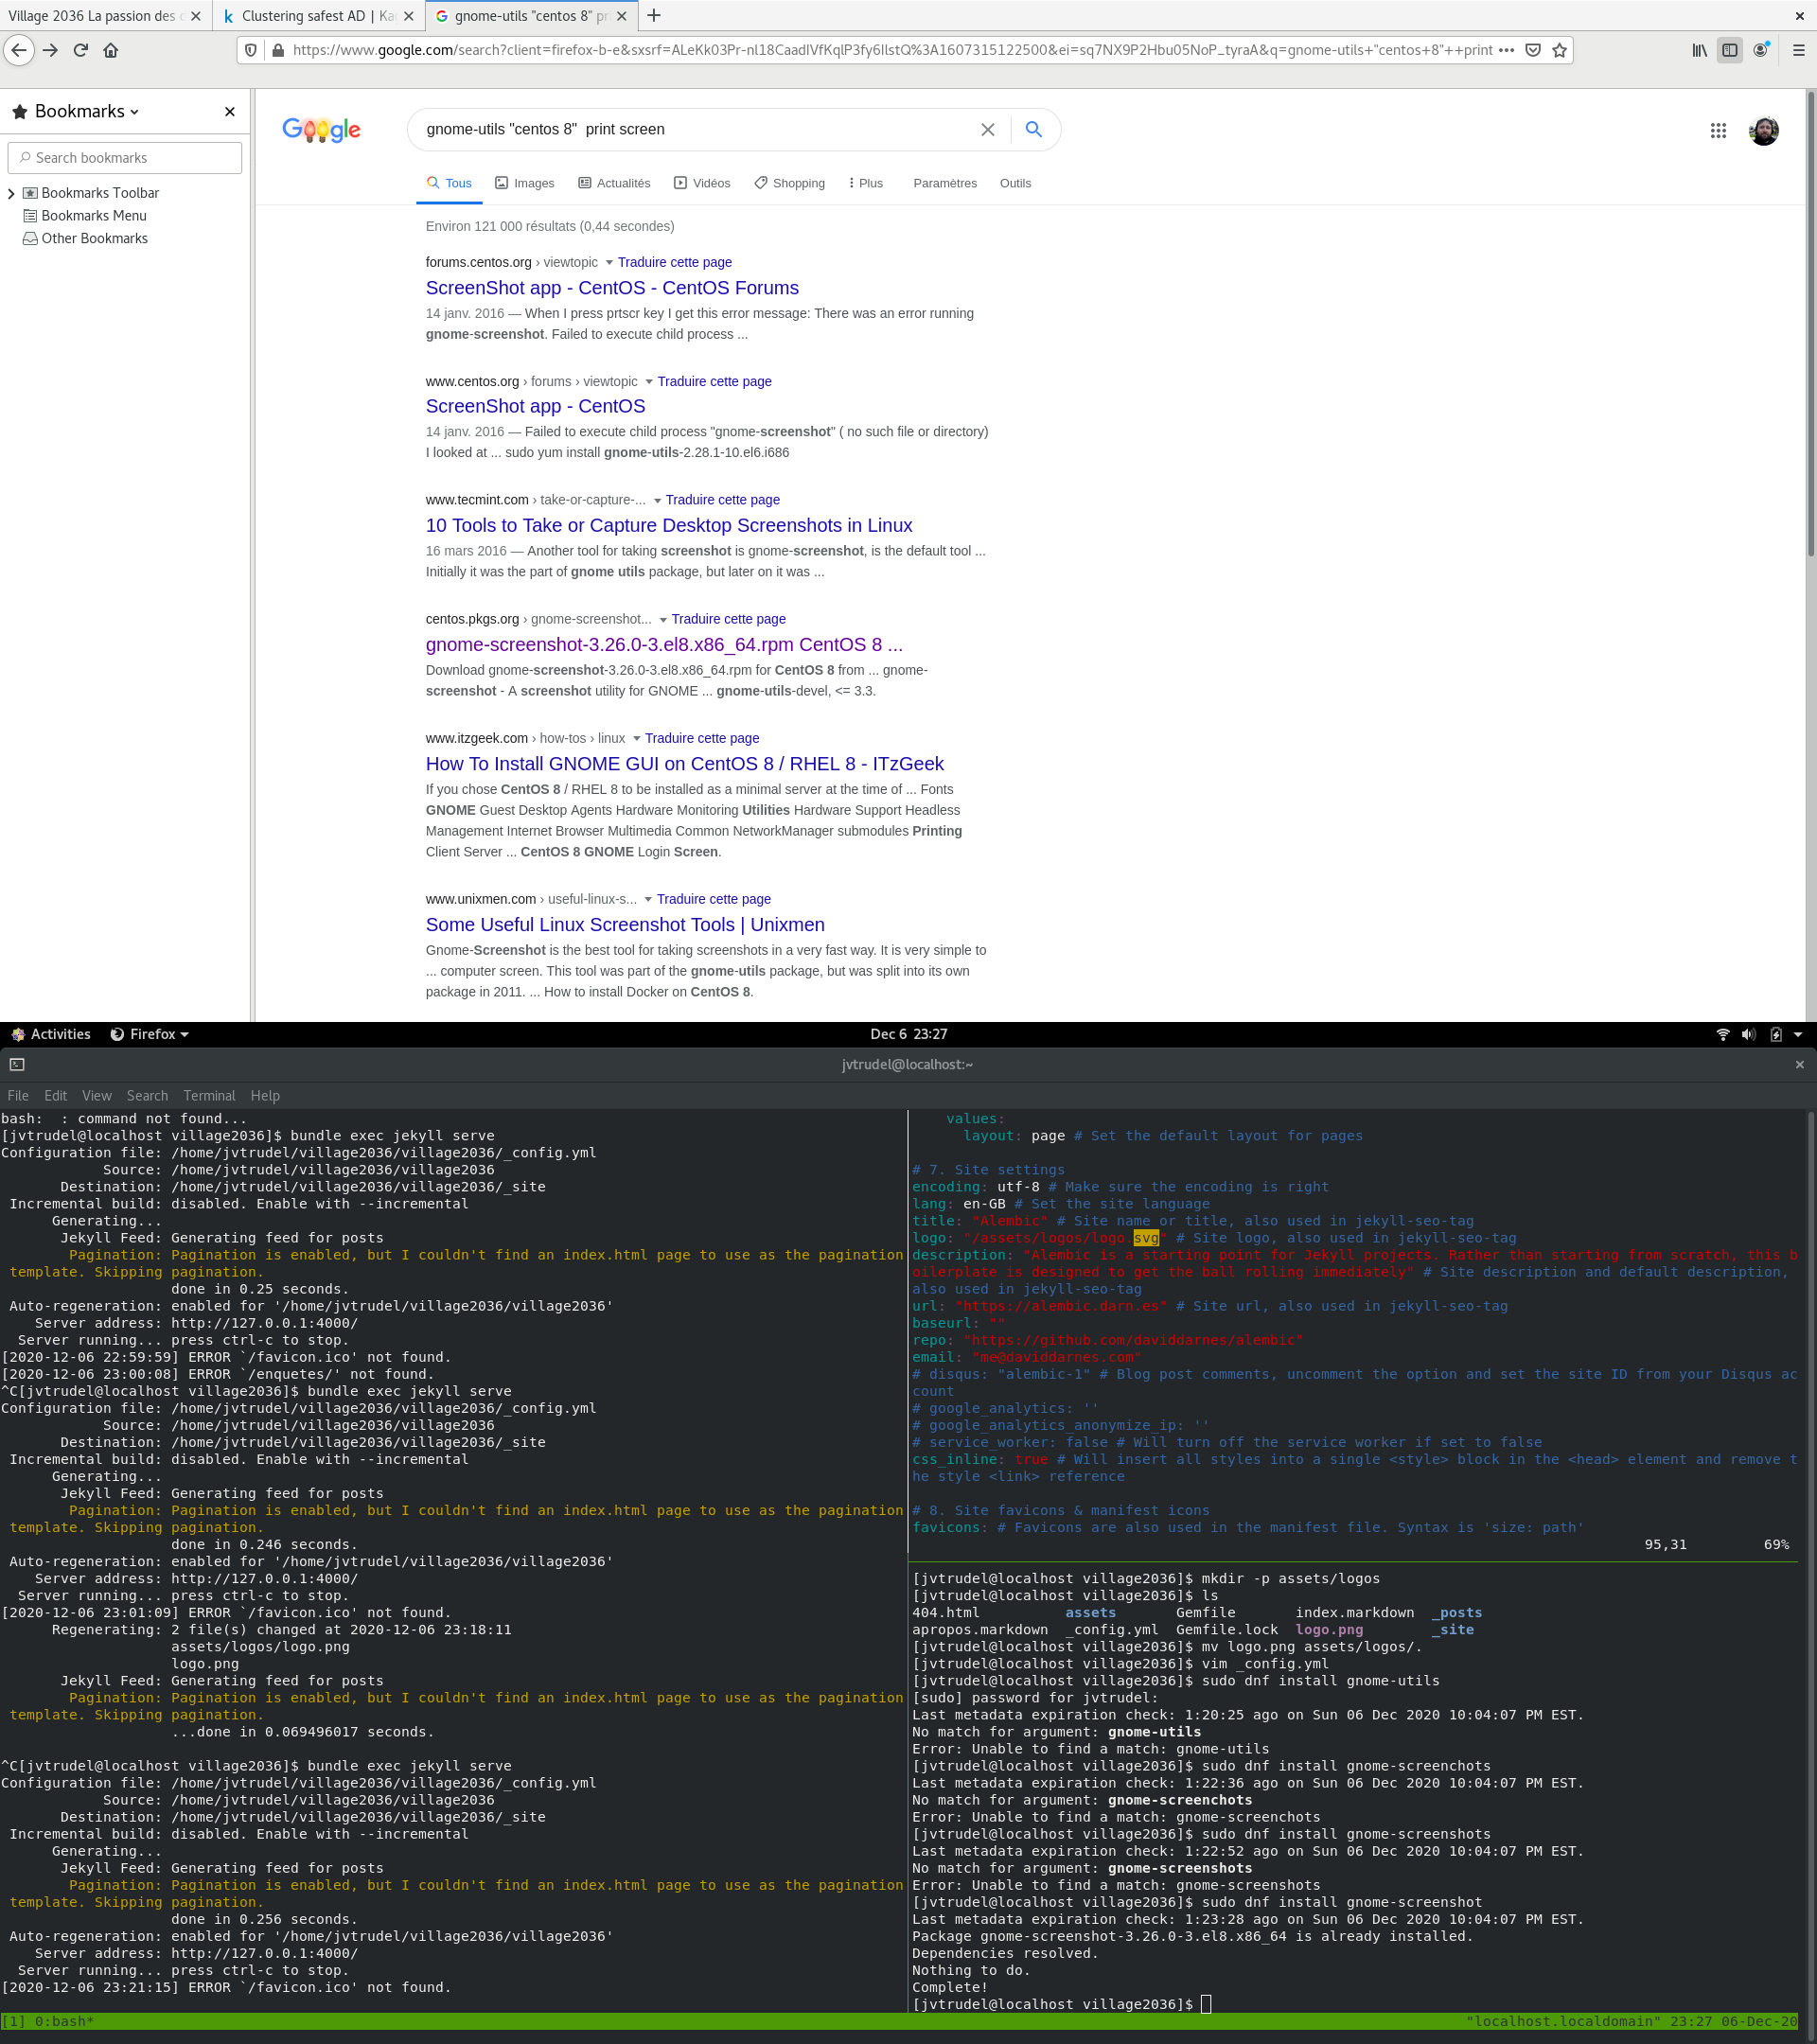 Village 2036 La passion des
Clustering safest AD | Ka
gnome-utils "centos 8" pr
https://www.google.com/search?client=firefox-b-e&sxsrf=ALeKk03Pr-nl18CaadIVfKqlP3fy6IlstQ%3A1607315122500&ei=sq7NX9P2Hbu05NoP_tyraA&q=gnome-utils+"centos+8"++print
Bookmarks
Search bookmarks
Bookmarks Toolbar
Bookmarks Menu
Other Bookmarks
Google
gnome-utils "centos 8"  print screen
Tous Images Actualités Vidéos Shopping Plus Paramètres Outils
Environ 121 000 résultats (0,44 secondes)
forums.centos.org › viewtopic Traduire cette page
ScreenShot app - CentOS - CentOS Forums
14 janv. 2016 — When I press prtscr key I get this error message: There was an error running
gnome-screenshot. Failed to execute child process ...
www.centos.org › forums › viewtopic Traduire cette page
ScreenShot app - CentOS
14 janv. 2016 — Failed to execute child process "gnome-screenshot" ( no such file or directory)
I looked at ... sudo yum install gnome-utils-2.28.1-10.el6.i686
www.tecmint.com › take-or-capture-... Traduire cette page
10 Tools to Take or Capture Desktop Screenshots in Linux
16 mars 2016 — Another tool for taking screenshot is gnome-screenshot, is the default tool ...
Initially it was the part of gnome utils package, but later on it was ...
centos.pkgs.org › gnome-screenshot... Traduire cette page
gnome-screenshot-3.26.0-3.el8.x86_64.rpm CentOS 8 ...
Download gnome-screenshot-3.26.0-3.el8.x86_64.rpm for CentOS 8 from ... gnome-
screenshot - A screenshot utility for GNOME ... gnome-utils-devel, <= 3.3.
www.itzgeek.com › how-tos › linux Traduire cette page
How To Install GNOME GUI on CentOS 8 / RHEL 8 - ITzGeek
If you chose CentOS 8 / RHEL 8 to be installed as a minimal server at the time of ... Fonts
GNOME Guest Desktop Agents Hardware Monitoring Utilities Hardware Support Headless
Management Internet Browser Multimedia Common NetworkManager submodules Printing
Client Server ... CentOS 8 GNOME Login Screen.
www.unixmen.com › useful-linux-s... Traduire cette page
Some Useful Linux Screenshot Tools | Unixmen
Gnome-Screenshot is the best tool for taking screenshots in a very fast way. It is very simple to
... computer screen. This tool was part of the gnome-utils package, but was split into its own
package in 2011. ... How to install Docker on CentOS 8.
Activities Firefox Dec 6 23:27
jvtrudel@localhost:~
File Edit View Search Terminal Help
bash:  : command not found...
[jvtrudel@localhost village2036]$ bundle exec jekyll serve
Configuration file: /home/jvtrudel/village2036/village2036/_config.yml
Source: /home/jvtrudel/village2036/village2036
Destination: /home/jvtrudel/village2036/village2036/_site
Incremental build: disabled. Enable with --incremental
Generating...
Jekyll Feed: Generating feed for posts
Pagination: Pagination is enabled, but I couldn't find an index.html page to use as the pagination
template. Skipping pagination.
done in 0.25 seconds.
Auto-regeneration: enabled for '/home/jvtrudel/village2036/village2036'
Server address: http://127.0.0.1:4000/
Server running... press ctrl-c to stop.
[2020-12-06 22:59:59] ERROR `/favicon.ico' not found.
[2020-12-06 23:00:08] ERROR `/enquetes/' not found.
^C[jvtrudel@localhost village2036]$ bundle exec jekyll serve
Configuration file: /home/jvtrudel/village2036/village2036/_config.yml
Source: /home/jvtrudel/village2036/village2036
Destination: /home/jvtrudel/village2036/village2036/_site
Incremental build: disabled. Enable with --incremental
Generating...
Jekyll Feed: Generating feed for posts
Pagination: Pagination is enabled, but I couldn't find an index.html page to use as the pagination
template. Skipping pagination.
done in 0.246 seconds.
Auto-regeneration: enabled for '/home/jvtrudel/village2036/village2036'
Server address: http://127.0.0.1:4000/
Server running... press ctrl-c to stop.
[2020-12-06 23:01:09] ERROR `/favicon.ico' not found.
Regenerating: 2 file(s) changed at 2020-12-06 23:18:11
assets/logos/logo.png
logo.png
Jekyll Feed: Generating feed for posts
Pagination: Pagination is enabled, but I couldn't find an index.html page to use as the pagination
template. Skipping pagination.
...done in 0.069496017 seconds.
^C[jvtrudel@localhost village2036]$ bundle exec jekyll serve
Configuration file: /home/jvtrudel/village2036/village2036/_config.yml
Source: /home/jvtrudel/village2036/village2036
Destination: /home/jvtrudel/village2036/village2036/_site
Incremental build: disabled. Enable with --incremental
Generating...
Jekyll Feed: Generating feed for posts
Pagination: Pagination is enabled, but I couldn't find an index.html page to use as the pagination
template. Skipping pagination.
done in 0.256 seconds.
Auto-regeneration: enabled for '/home/jvtrudel/village2036/village2036'
Server address: http://127.0.0.1:4000/
Server running... press ctrl-c to stop.
[2020-12-06 23:21:15] ERROR `/favicon.ico' not found.
values:
layout: page # Set the default layout for pages
# 7. Site settings
encoding: utf-8 # Make sure the encoding is right
lang: en-GB # Set the site language
title: "Alembic" # Site name or title, also used in jekyll-seo-tag
logo: "/assets/logos/logo.svg" # Site logo, also used in jekyll-seo-tag
description: "Alembic is a starting point for Jekyll projects. Rather than starting from scratch, this b
oilerplate is designed to get the ball rolling immediately" # Site description and default description,
also used in jekyll-seo-tag
url: "https://alembic.darn.es" # Site url, also used in jekyll-seo-tag
baseurl: ""
repo: "https://github.com/daviddarnes/alembic"
email: "me@daviddarnes.com"
# disqus: "alembic-1" # Blog post comments, uncomment the option and set the site ID from your Disqus ac
count
# google_analytics: ''
# google_analytics_anonymize_ip: ''
# service_worker: false # Will turn off the service worker if set to false
css_inline: true # Will insert all styles into a single <style> block in the <head> element and remove t
he style <link> reference
# 8. Site favicons & manifest icons
favicons: # Favicons are also used in the manifest file. Syntax is 'size: path'
95,31 69%
[jvtrudel@localhost village2036]$ mkdir -p assets/logos
[jvtrudel@localhost village2036]$ ls
404.html assets Gemfile index.markdown _posts
apropos.markdown _config.yml Gemfile.lock logo.png _site
[jvtrudel@localhost village2036]$ mv logo.png assets/logos/.
[jvtrudel@localhost village2036]$ vim _config.yml
[jvtrudel@localhost village2036]$ sudo dnf install gnome-utils
[sudo] password for jvtrudel:
Last metadata expiration check: 1:20:25 ago on Sun 06 Dec 2020 10:04:07 PM EST.
No match for argument: gnome-utils
Error: Unable to find a match: gnome-utils
[jvtrudel@localhost village2036]$ sudo dnf install gnome-screenchots
Last metadata expiration check: 1:22:36 ago on Sun 06 Dec 2020 10:04:07 PM EST.
No match for argument: gnome-screenchots
Error: Unable to find a match: gnome-screenchots
[jvtrudel@localhost village2036]$ sudo dnf install gnome-screenshots
Last metadata expiration check: 1:22:52 ago on Sun 06 Dec 2020 10:04:07 PM EST.
No match for argument: gnome-screenshots
Error: Unable to find a match: gnome-screenshots
[jvtrudel@localhost village2036]$ sudo dnf install gnome-screenshot
Last metadata expiration check: 1:23:28 ago on Sun 06 Dec 2020 10:04:07 PM EST.
Package gnome-screenshot-3.26.0-3.el8.x86_64 is already installed.
Dependencies resolved.
Nothing to do.
Complete!
[jvtrudel@localhost village2036]$
[1] 0:bash* "localhost.localdomain" 23:27 06-Dec-20